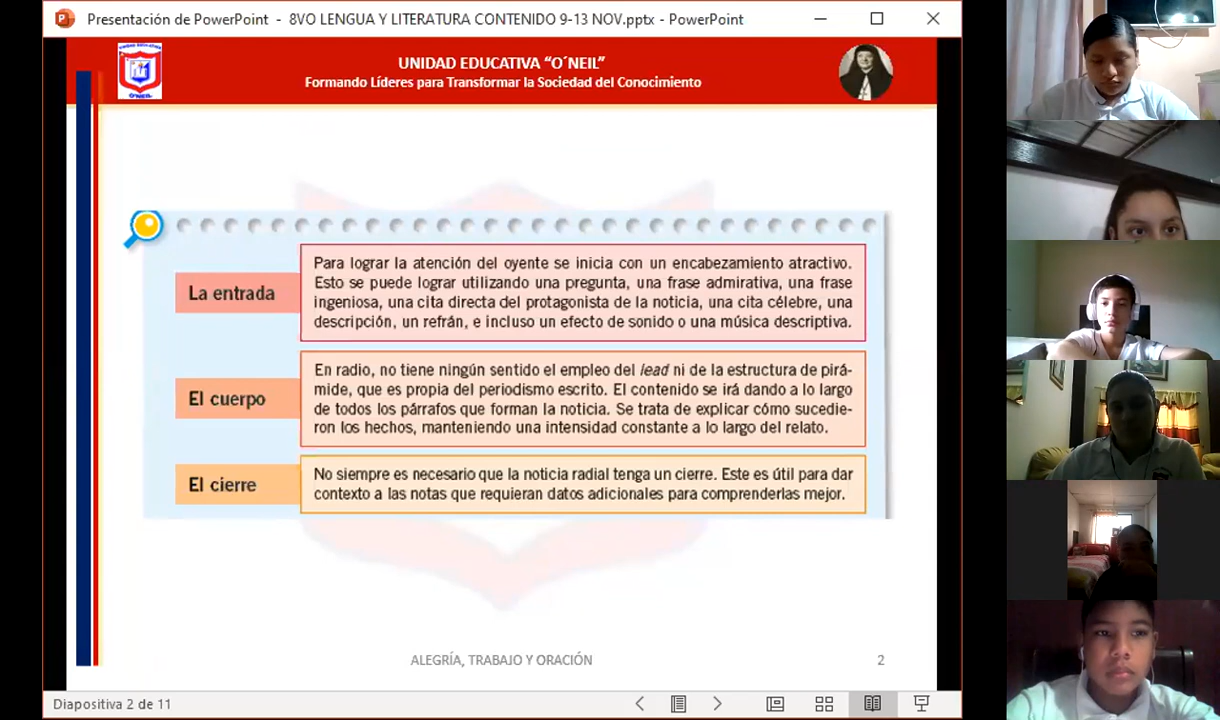 Presentación de PowerPoint - 8VO LENGUA Y LITERATURA CONTENIDO 9-13 NOV.pptx - PowerPoint
UNIDAD EDUCATIVA “O´NEIL”
Formando Líderes para Transformar la Sociedad del Conocimiento
O'NEIL
La entrada
Para lograr la atención del oyente se inicia con un encabezamiento atractivo.
Esto se puede lograr utilizando una pregunta, una frase admirativa, una frase
ingeniosa, una cita directa del protagonista de la noticia, una cita célebre, una
descripción, un refrán, e incluso un efecto de sonido o una música descriptiva.
El cuerpo
En radio, no tiene ningún sentido el empleo del lead ni de la estructura de pirá-
mide, que es propia del periodismo escrito. El contenido se irá dando a lo largo
de todos los párrafos que forman la noticia. Se trata de explicar cómo sucedie-
ron los hechos, manteniendo una intensidad constante a lo largo del relato.
El cierre
No siempre es necesario que la noticia radial tenga un cierre. Este es útil para dar
contexto a las notas que requieran datos adicionales para comprenderlas mejor.
ALEGRÍA, TRABAJO Y ORACIÓN
2
Diapositiva 2 de 11